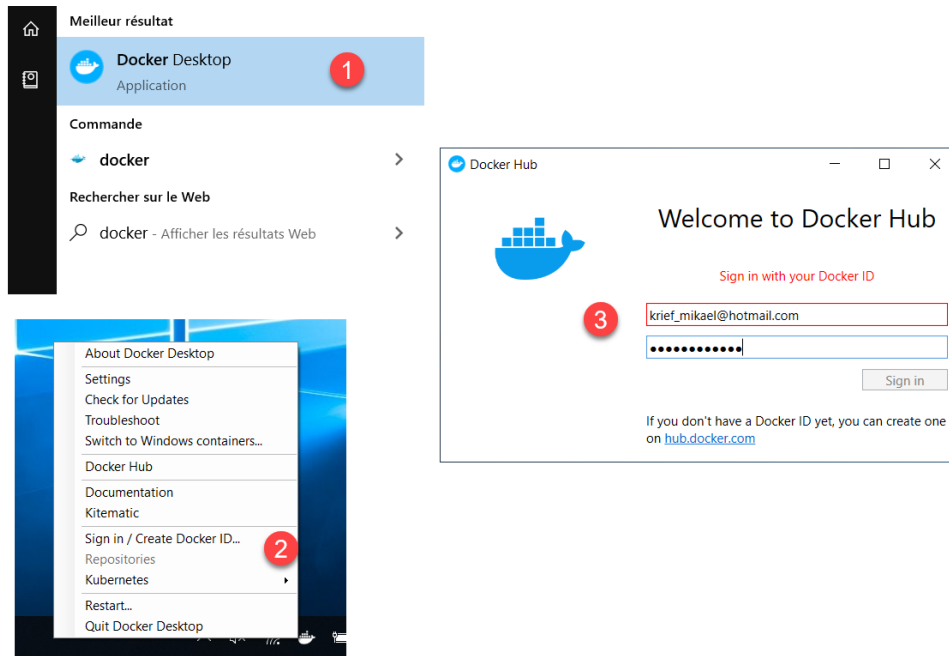 Meilleur résultat
Docker Desktop
Application
1
Commande
docker
Rechercher sur le Web
docker - Afficher les résultats Web
About Docker Desktop
Settings
Check for Updates
Troubleshoot
Switch to Windows containers...
Docker Hub
Documentation
Kitematic
Sign in / Create Docker ID...
2
Repositories
Kubernetes
Restart...
Quit Docker Desktop
Docker Hub
Welcome to Docker Hub
Sign in with your Docker ID
3
krief_mikael@hotmail.com
••••••••••••
Sign in
If you don't have a Docker ID yet, you can create one
on hub.docker.com